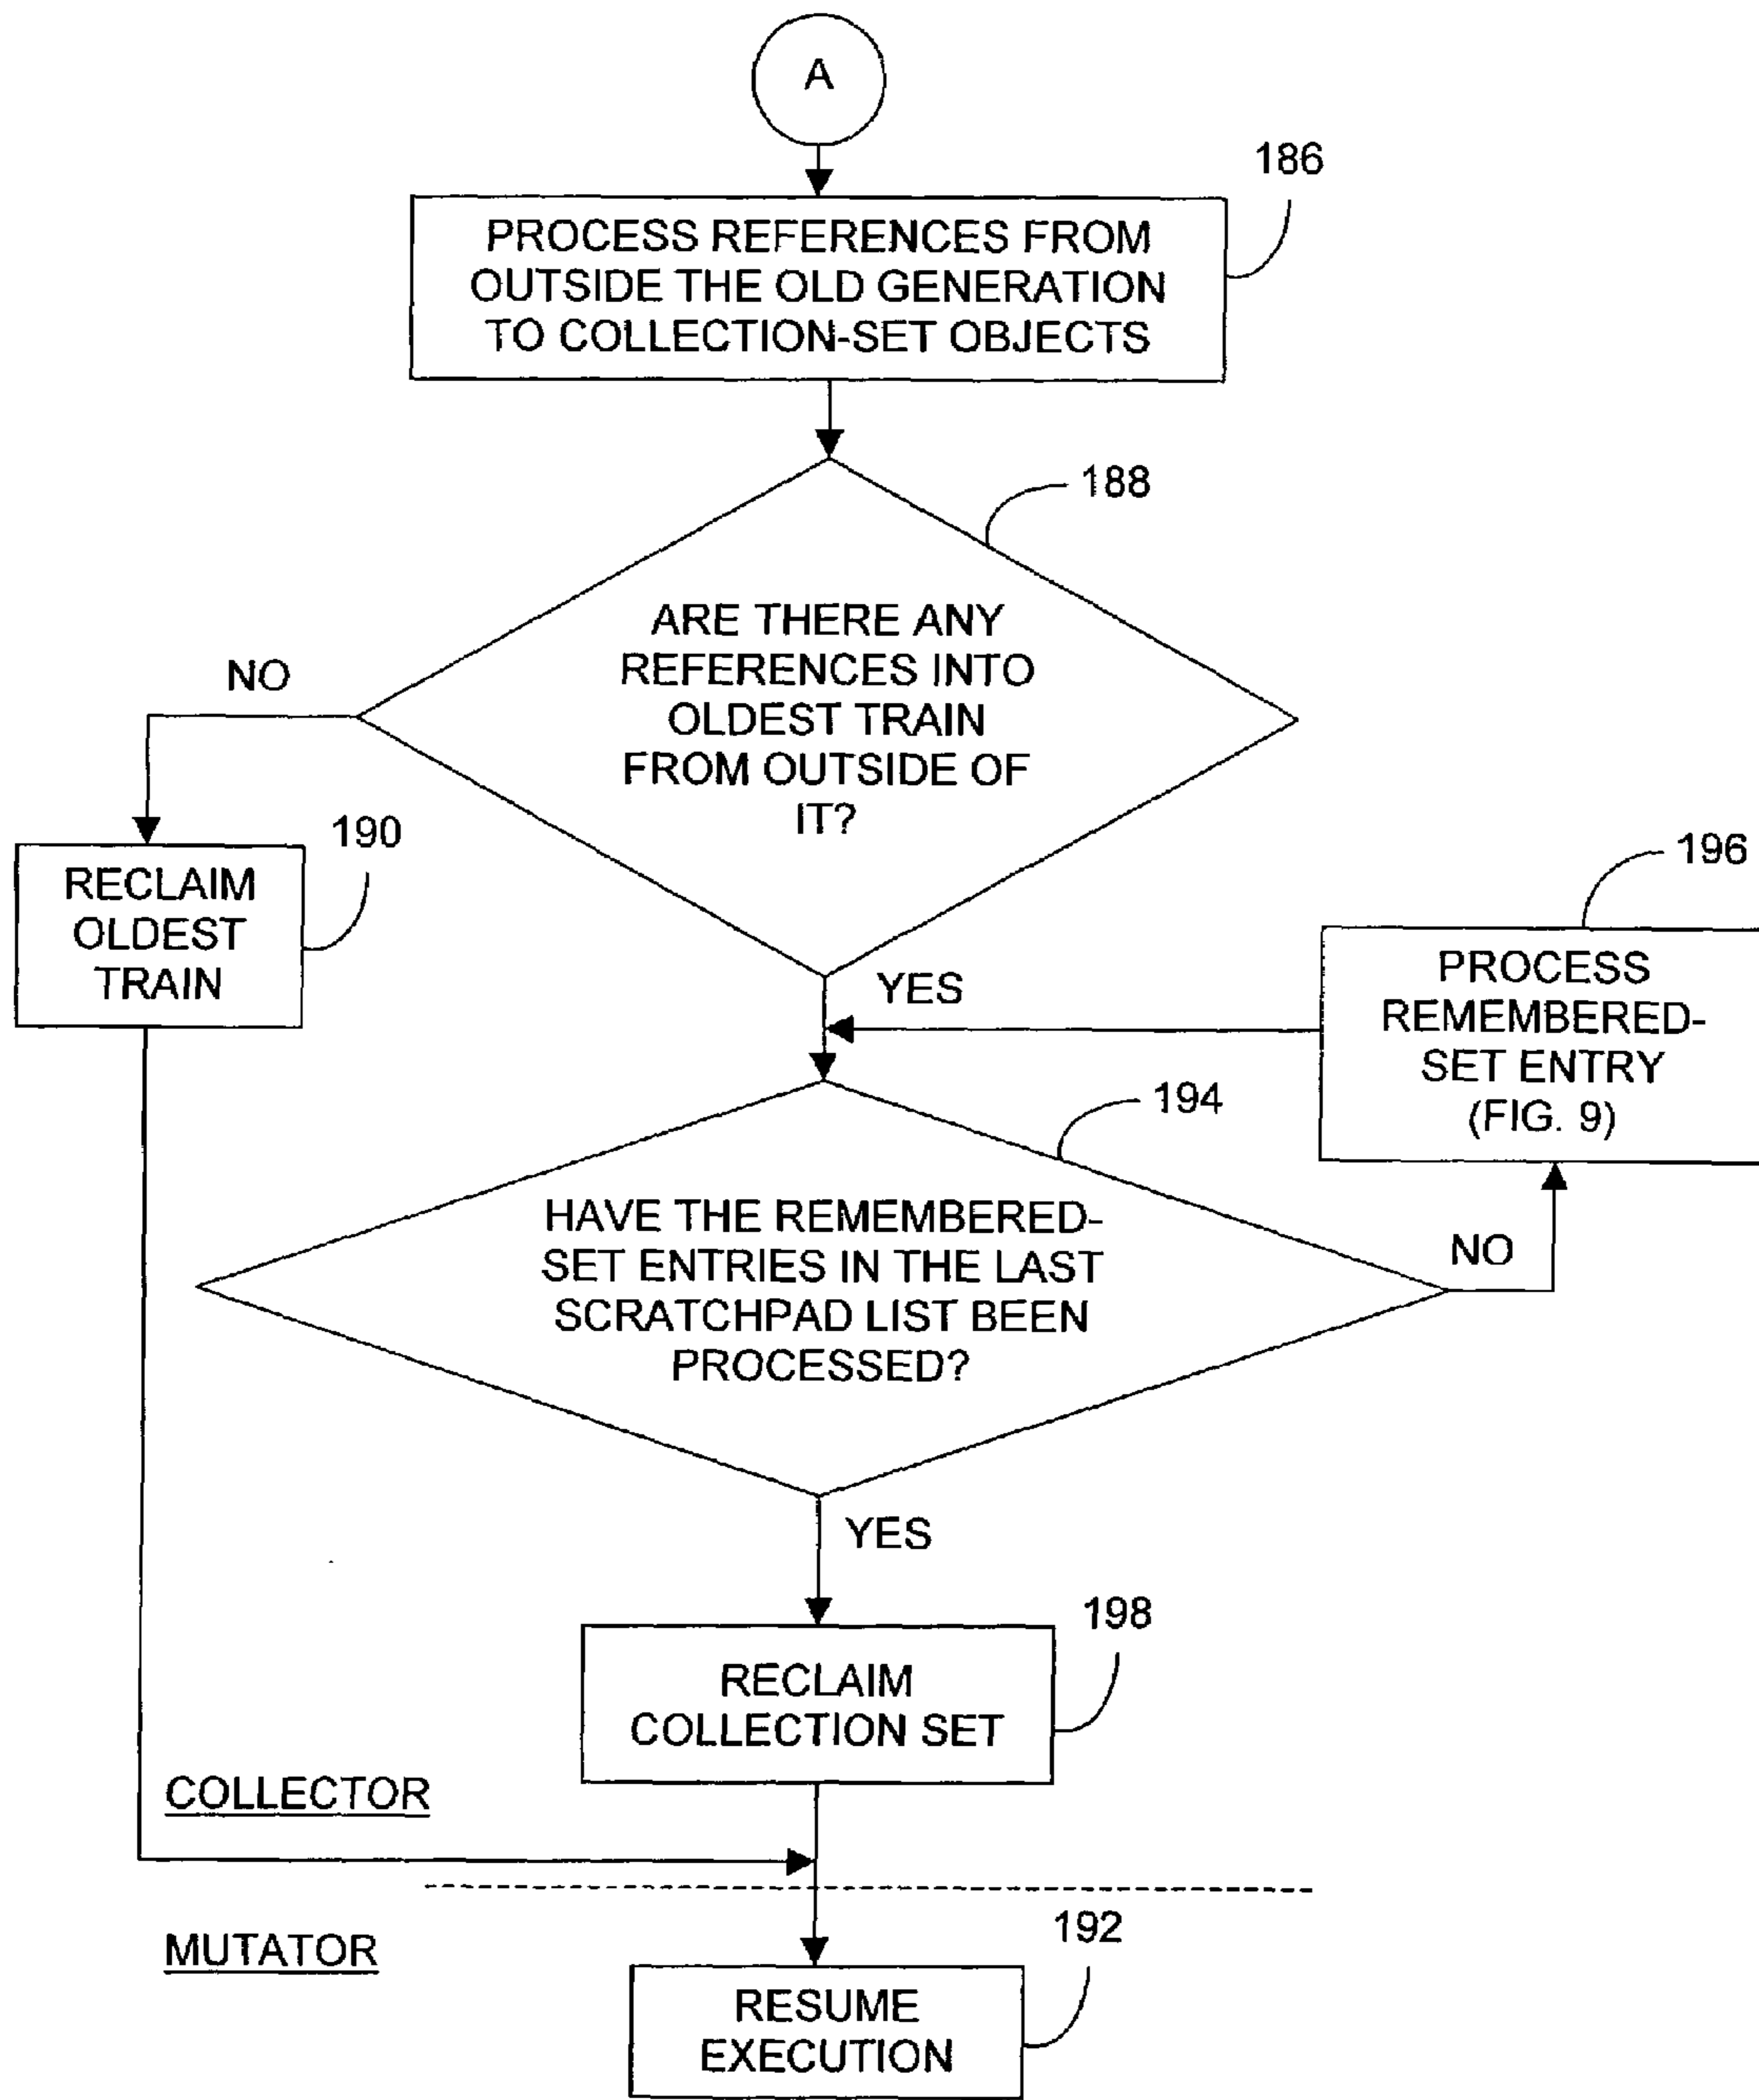 A
186
PROCESS REFERENCES FROM
OUTSIDE THE OLD GENERATION
TO COLLECTION-SET OBJECTS
188
ARE THERE ANY
REFERENCES INTO
OLDEST TRAIN
FROM OUTSIDE OF
IT?
NO
190
RECLAIM
OLDEST
TRAIN
YES
196
PROCESS
REMEMBERED-
SET ENTRY
(FIG. 9)
194
HAVE THE REMEMBERED-
SET ENTRIES IN THE LAST
SCRATCHPAD LIST BEEN
PROCESSED?
NO
YES
198
RECLAIM
COLLECTION SET
COLLECTOR
MUTATOR
192
RESUME
EXECUTION